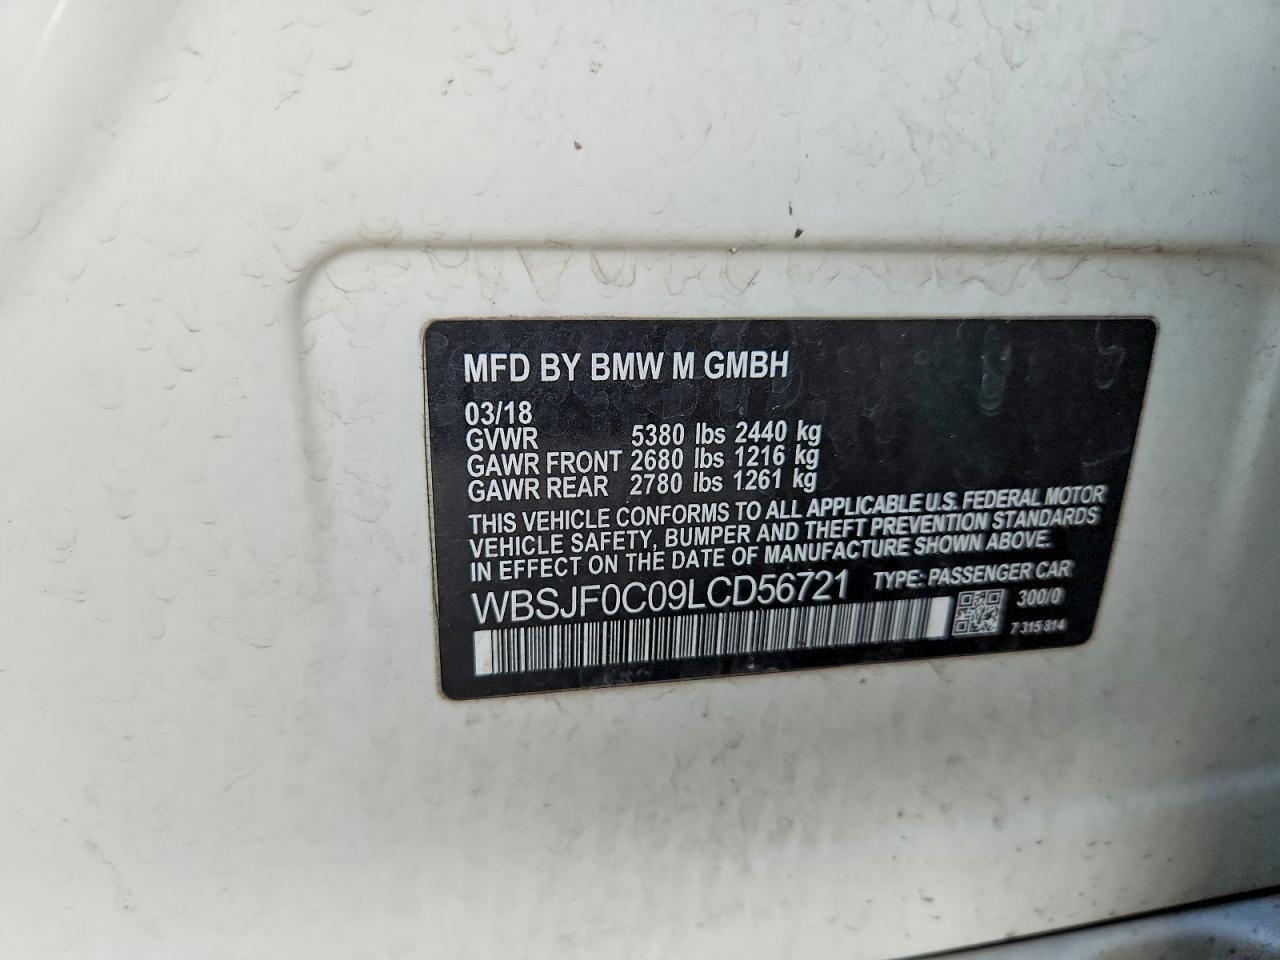 MFD BY BMW M GMBH
03/18
GVWR 5380 lbs 2440 kg
GAWR FRONT 2680 lbs 1216 kg
GAWR REAR 2780 lbs 1261 kg
THIS VEHICLE CONFORMS TO ALL APPLICABLE U.S. FEDERAL MOTOR
VEHICLE SAFETY, BUMPER AND THEFT PREVENTION STANDARDS
IN EFFECT ON THE DATE OF MANUFACTURE SHOWN ABOVE.
WBSJF0C09LCD56721 TYPE: PASSENGER CAR
300/0
7 315 814